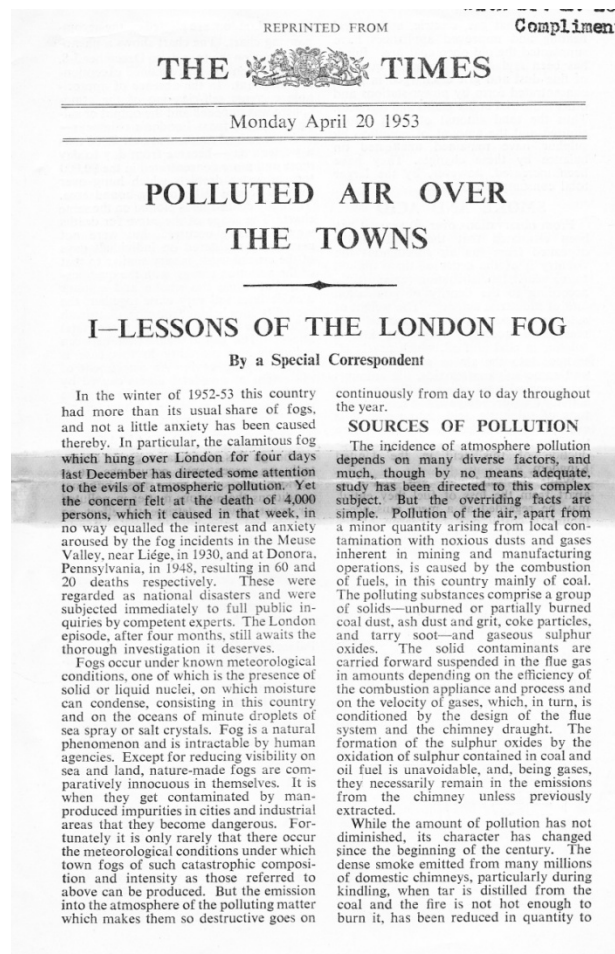 REPRINTED FROM
Complimen
THE TIMES
Monday April 20 1953
POLLUTED AIR OVER
THE TOWNS
I—LESSONS OF THE LONDON FOG
By a Special Correspondent
In the winter of 1952-53 this country
had more than its usual share of fogs,
and not a little anxiety has been caused
thereby. In particular, the calamitous fog
which hung over London for four days
last December has directed some attention
to the evils of atmospheric pollution. Yet
the concern felt at the death of 4,000
persons, which it caused in that week, in
no way equalled the interest and anxiety
aroused by the fog incidents in the Meuse
Valley, near Liége, in 1930, and at Donora,
Pennsylvania, in 1948, resulting in 60 and
20 deaths respectively. These were
regarded as national disasters and were
subjected immediately to full public in-
quiries by competent experts. The London
episode, after four months, still awaits the
thorough investigation it deserves.
Fogs occur under known meteorological
conditions, one of which is the presence of
solid or liquid nuclei, on which moisture
can condense, consisting in this country
and on the oceans of minute droplets of
sea spray or salt crystals. Fog is a natural
phenomenon and is intractable by human
agencies. Except for reducing visibility on
sea and land, nature-made fogs are com-
paratively innocuous in themselves. It is
when they get contaminated by man-
produced impurities in cities and industrial
areas that they become dangerous. For-
tunately it is only rarely that there occur
the meteorological conditions under which
town fogs of such catastrophic composi-
tion and intensity as those referred to
above can be produced. But the emission
into the atmosphere of the polluting matter
which makes them so destructive goes on
continuously from day to day throughout
the year.
SOURCES OF POLLUTION
The incidence of atmosphere pollution
depends on many diverse factors, and
much, though by no means adequate,
study has been directed to this complex
subject. But the overriding facts are
simple. Pollution of the air, apart from
a minor quantity arising from local con-
tamination with noxious dusts and gases
inherent in mining and manufacturing
operations, is caused by the combustion
of fuels, in this country mainly of coal.
The polluting substances comprise a group
of solids—unburned or partially burned
coal dust, ash dust and grit, coke particles,
and tarry soot—and gaseous sulphur
oxides. The solid contaminants are
carried forward suspended in the flue gas
in amounts depending on the efficiency of
the combustion appliance and process and
on the velocity of gases, which, in turn, is
conditioned by the design of the flue
system and the chimney draught. The
formation of the sulphur oxides by the
oxidation of sulphur contained in coal and
oil fuel is unavoidable, and, being gases,
they necessarily remain in the emissions
from the chimney unless previously
extracted.
While the amount of pollution has not
diminished, its character has changed
since the beginning of the century. The
dense smoke emitted from many millions
of domestic chimneys, particularly during
kindling, when tar is distilled from the
coal and the fire is not hot enough to
burn it, has been reduced in quantity to